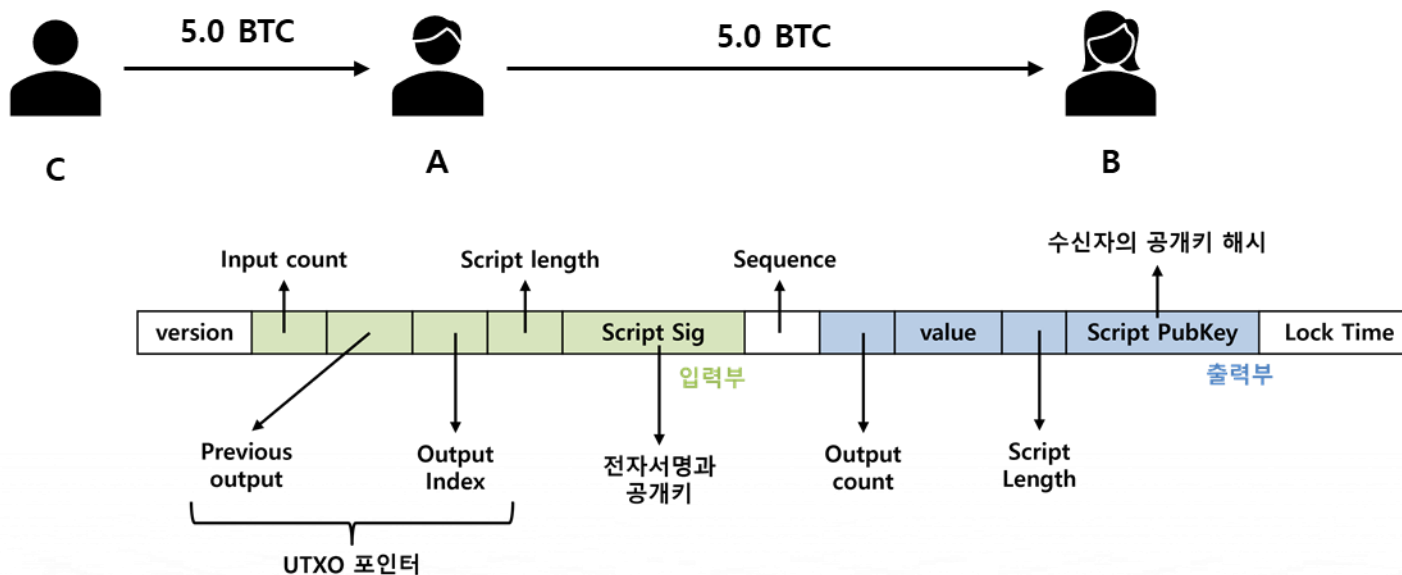 5.0 BTC
5.0 BTC
C
A
B
수신자의 공개키 해시
Input count
Script length
Sequence
version
Script Sig
value
Script PubKey
Lock Time
입력부
출력부
Previous
output
Output
Index
전자서명과
공개키
Output
count
Script
Length
UTXO 포인터